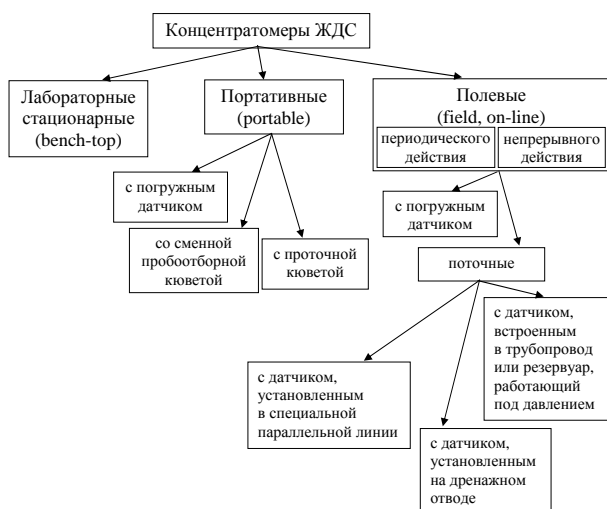 Концентратомеры ЖДС
Лабораторные
стационарные
(bench-top)
Портативные
(portable)
Полевые
(field, on-line)
периодического
действия
непрерывного
действия
с погружным
датчиком
со сменной
пробоотборной
кюветой
с проточной
кюветой
с погружным
датчиком
поточные
с датчиком,
установленным
в специальной
параллельной линии
с датчиком,
установленным
на дренажном
отводе
с датчиком,
встроенным
в трубопровод
или резервуар,
работающий
под давлением